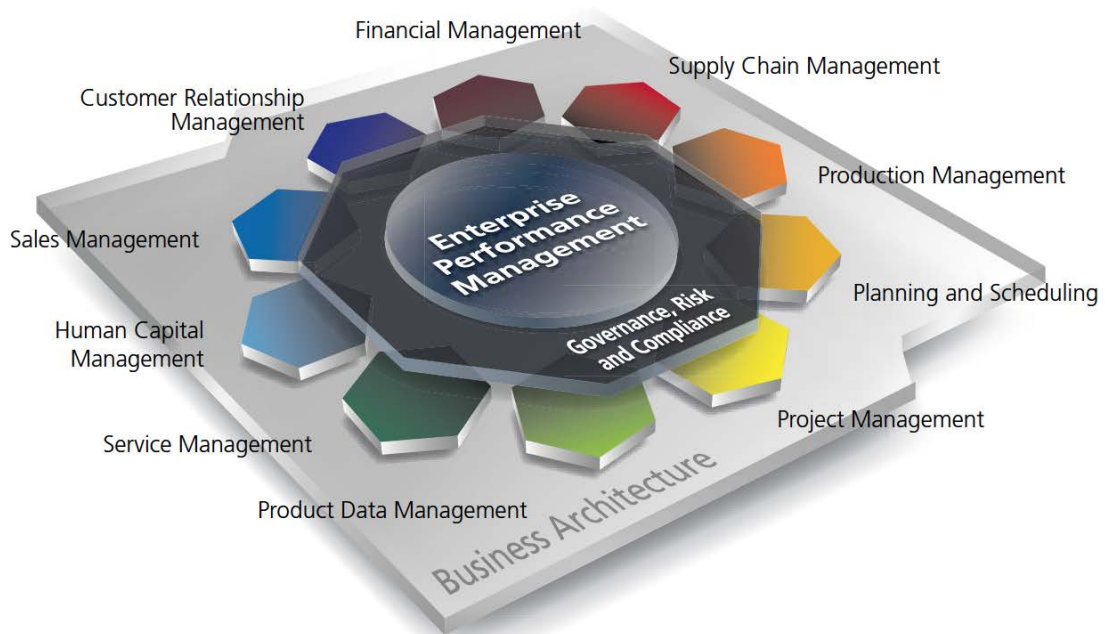 Financial Management
Supply Chain Management
Customer Relationship
Management
Production Management
Enterprise
Performance
Management
Sales Management
Planning and Scheduling
Governance, Risk
and Compliance
Human Capital
Management
Project Management
Service Management
Product Data Management
Business Architecture